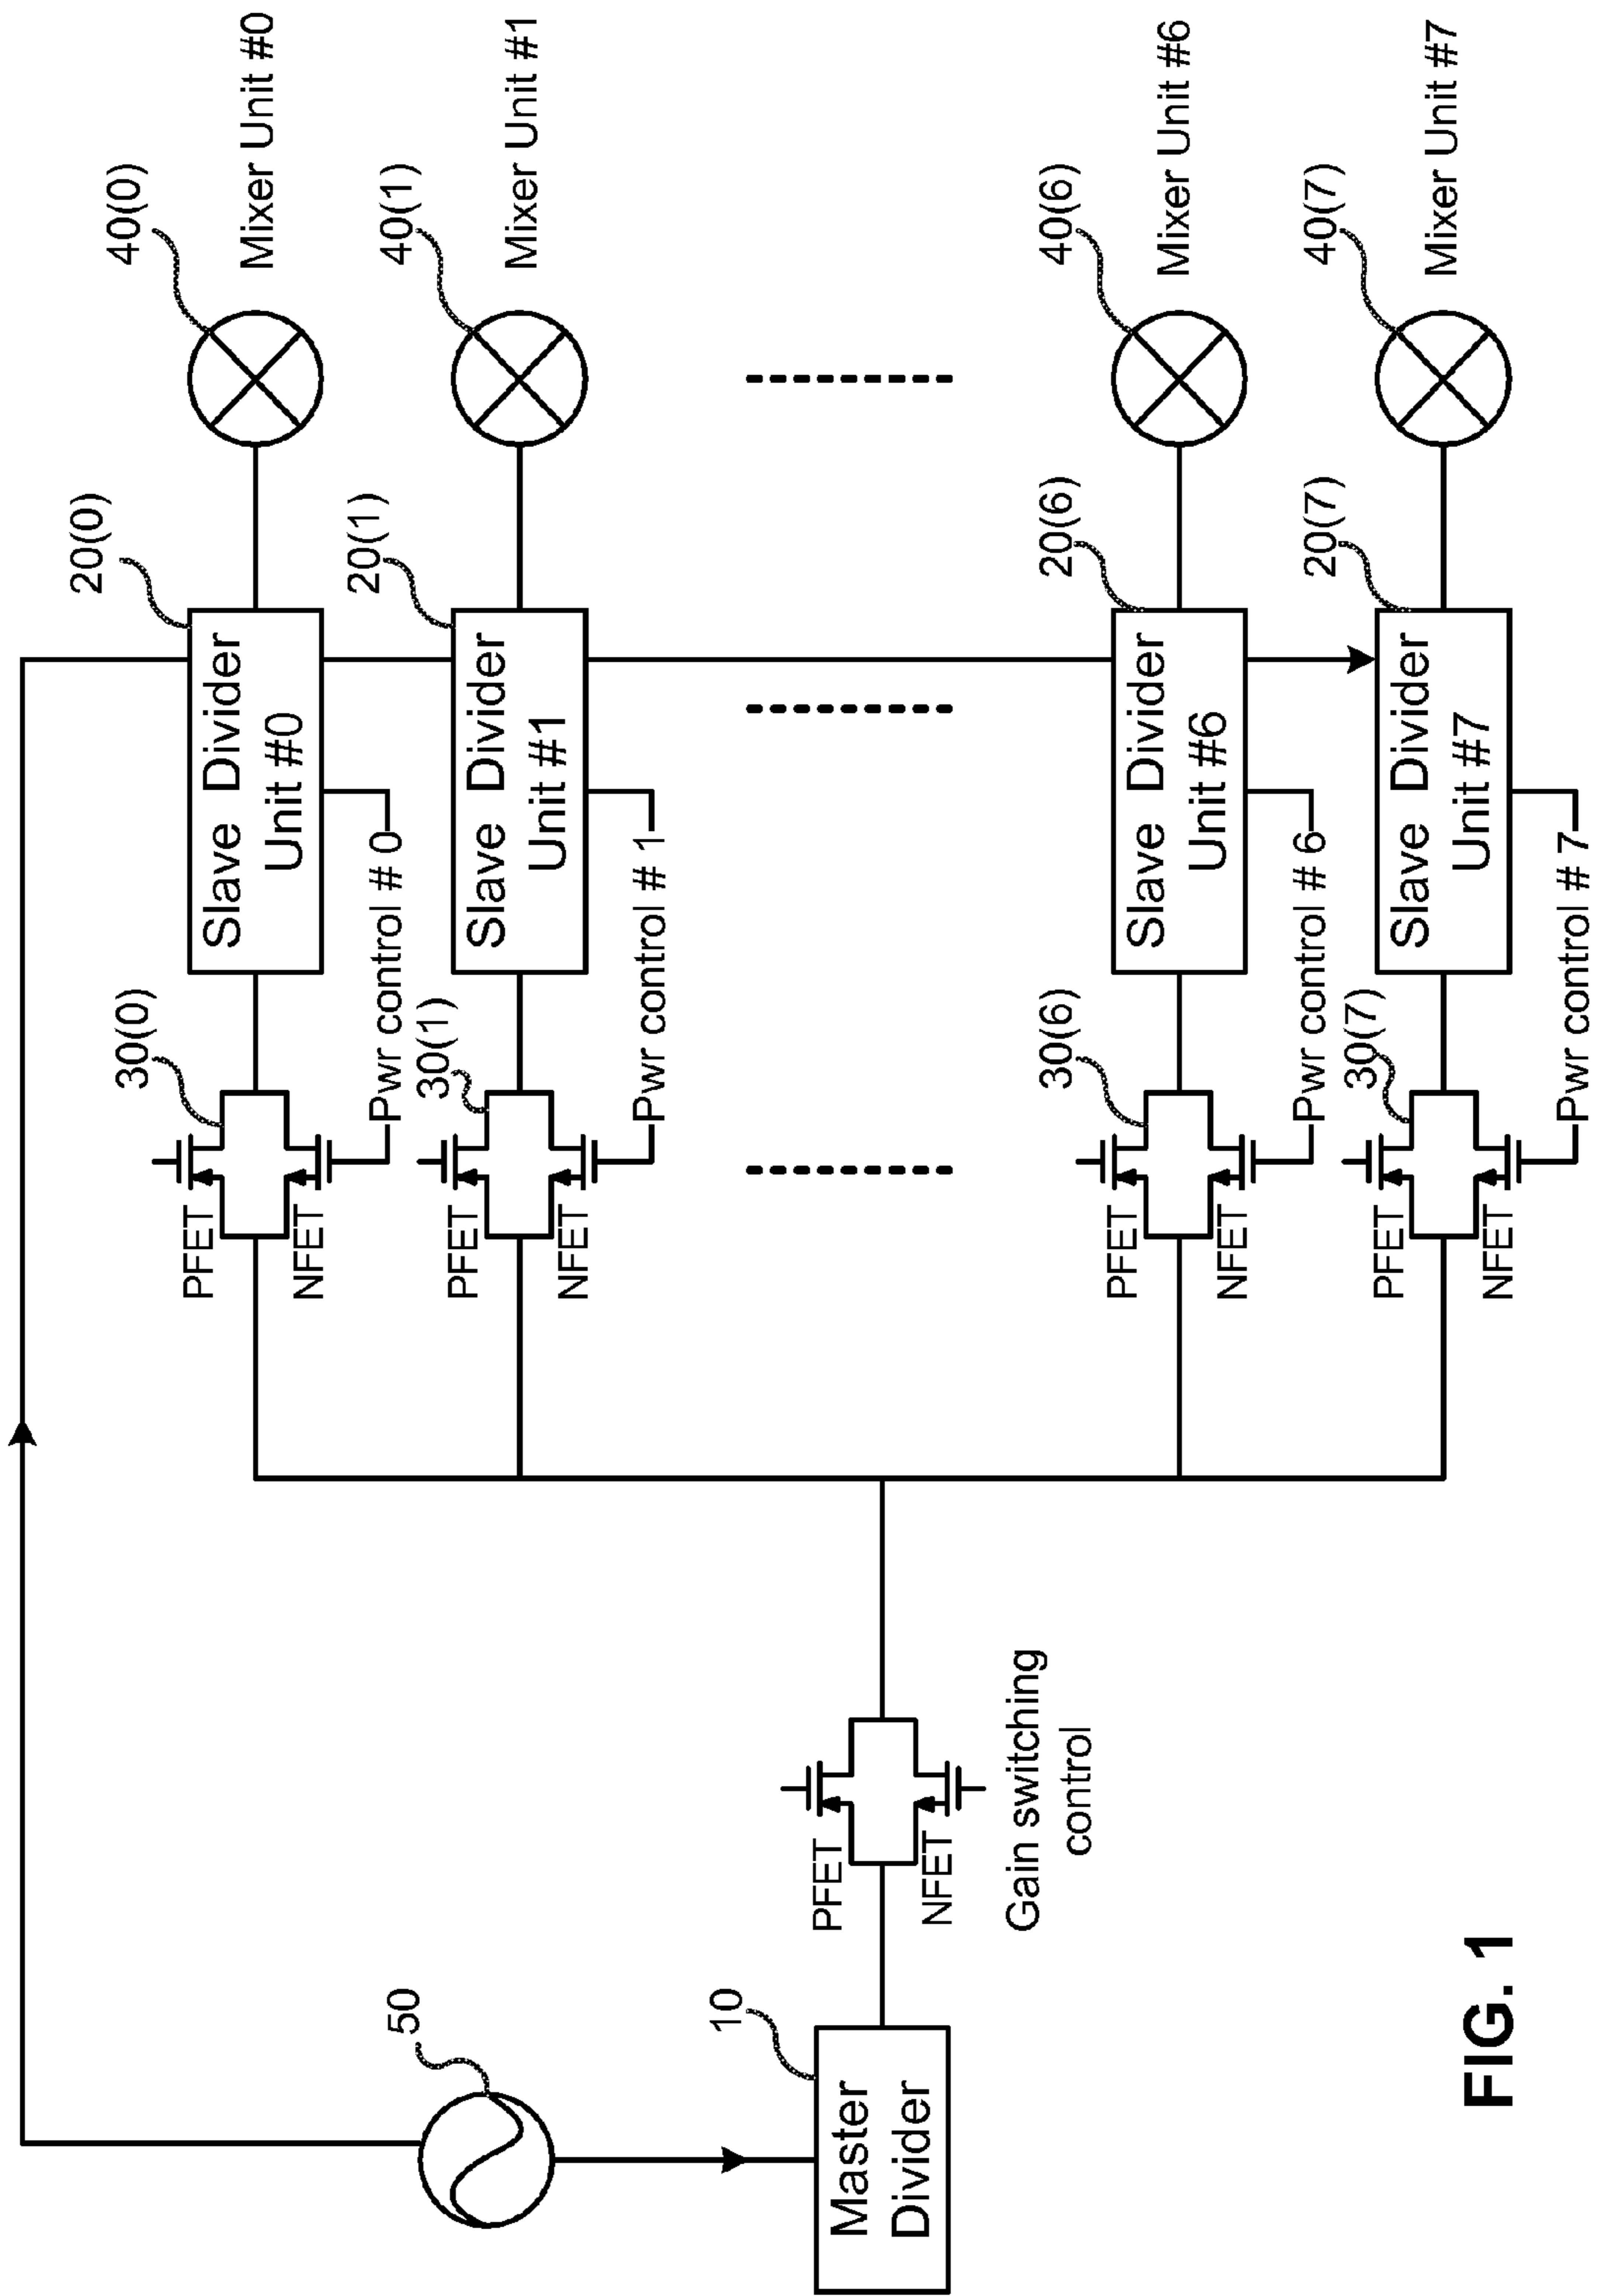 50
10
Master
Divider
PFET
NFET
Gain switching
control
PFET
NFET
30(0)
Pwr control # 0
Slave Divider
Unit #0
20(0)
40(0)
Mixer Unit #0
PFET
NFET
30(1)
Pwr control # 1
Slave Divider
Unit #1
20(1)
40(1)
Mixer Unit #1
PFET
NFET
30(6)
Pwr control # 6
Slave Divider
Unit #6
20(6)
40(6)
Mixer Unit #6
PFET
NFET
30(7)
Pwr control # 7
Slave Divider
Unit #7
20(7)
40(7)
Mixer Unit #7
FIG. 1